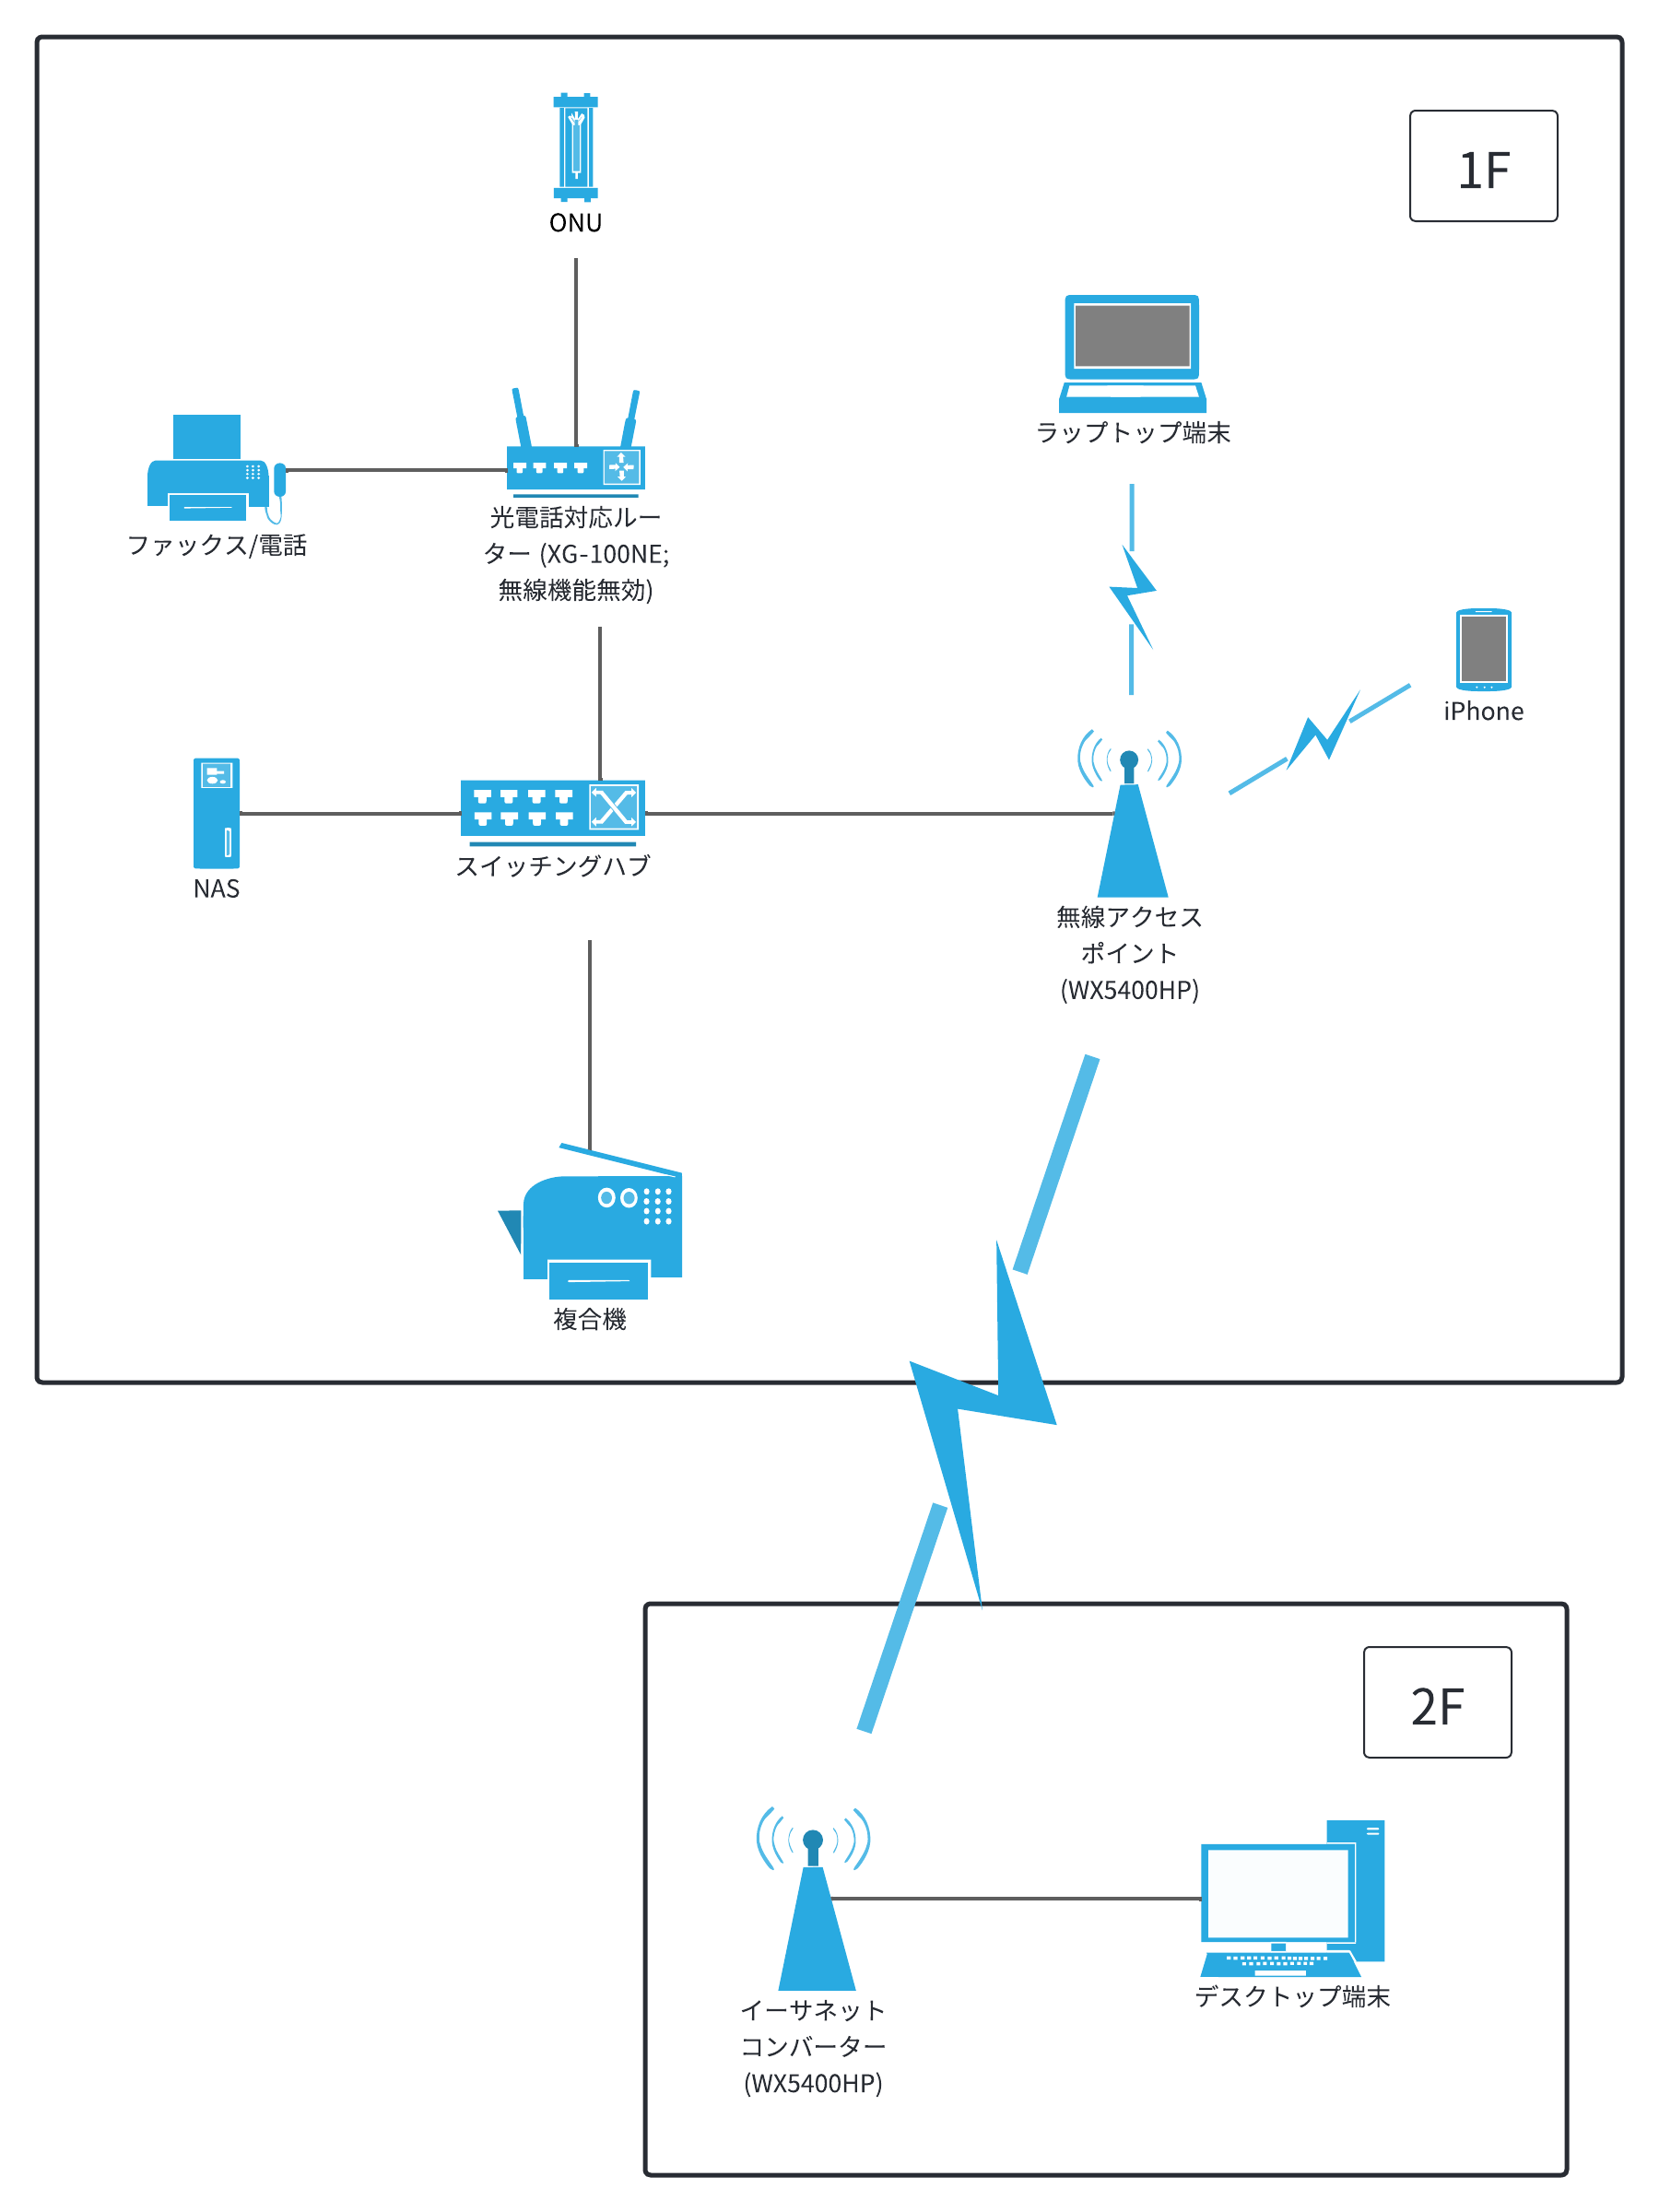 1F
ONU
ラップトップ端末
ファックス/電話
光電話対応ルー
ター (XG-100NE;
無線機能無効)
iPhone
NAS
スイッチングハブ
無線アクセス
ポイント
(WX5400HP)
複合機
2F
イーサネット
コンバーター
(WX5400HP)
デスクトップ端末